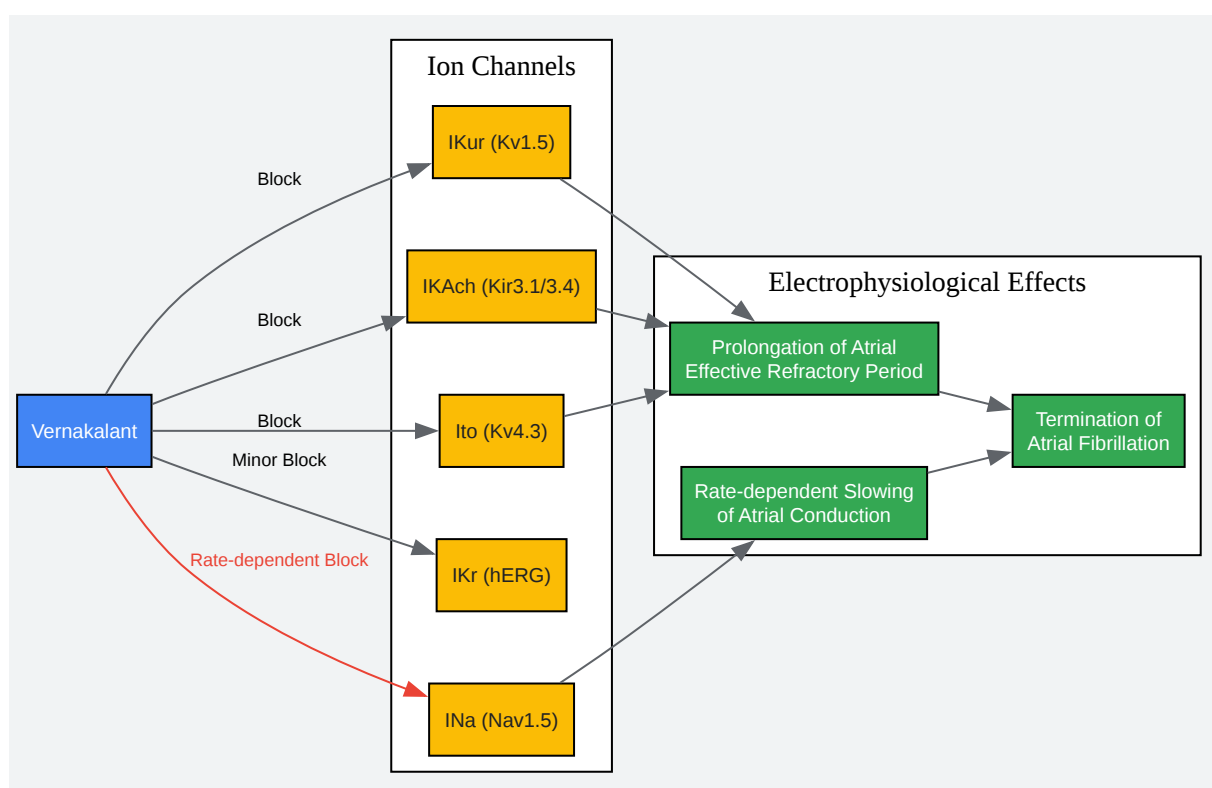 Ion Channels
IKur (Kv1.5)
Block
IKAch (Kir3.1/3.4)
Electrophysiological Effects
Block
Prolongation of Atrial
Effective Refractory Period
Vernakalant
Block
Ito (Kv4.3)
Termination of
Atrial Fibrillation
Minor Block
Rate-dependent Slowing
of Atrial Conduction
Rate-dependent Block
IKr (hERG)
INa (Nav1.5)